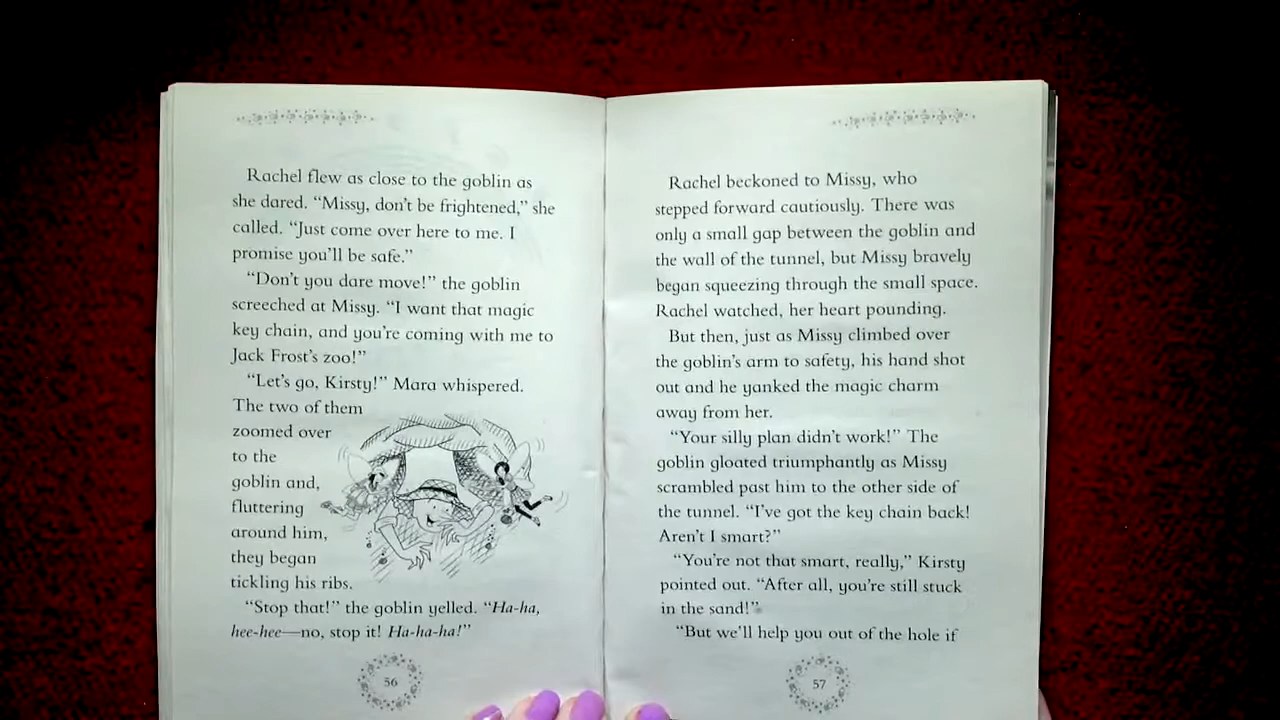 Rachel flew as close to the goblin as
she dared. “Missy, don’t be frightened,” she
called. “Just come over here to me. I
promise you’ll be safe.”
“Don’t you dare move!” the goblin
screeched at Missy. “I want that magic
key chain, and you’re coming with me to
Jack Frost’s zoo!”
“Let’s go, Kirsty!” Mara whispered.
The two of them
zoomed over
to the
goblin and,
fluttering
around him,
they began
tickling his ribs.
“Stop that!” the goblin yelled. “Ha-ha,
hee-hee—no, stop it! Ha-ha-ha!”
56
Rachel beckoned to Missy, who
stepped forward cautiously. There was
only a small gap between the goblin and
the wall of the tunnel, but Missy bravely
began squeezing through the small space.
Rachel watched, her heart pounding.
But then, just as Missy climbed over
the goblin’s arm to safety, his hand shot
out and he yanked the magic charm
away from her.
“Your silly plan didn’t work!” The
goblin gloated triumphantly as Missy
scrambled past him to the other side of
the tunnel. “I’ve got the key chain back!
Aren’t I smart?”
“You’re not that smart, really,” Kirsty
pointed out. “After all, you’re still stuck
in the sand!”
“But we’ll help you out of the hole if
57